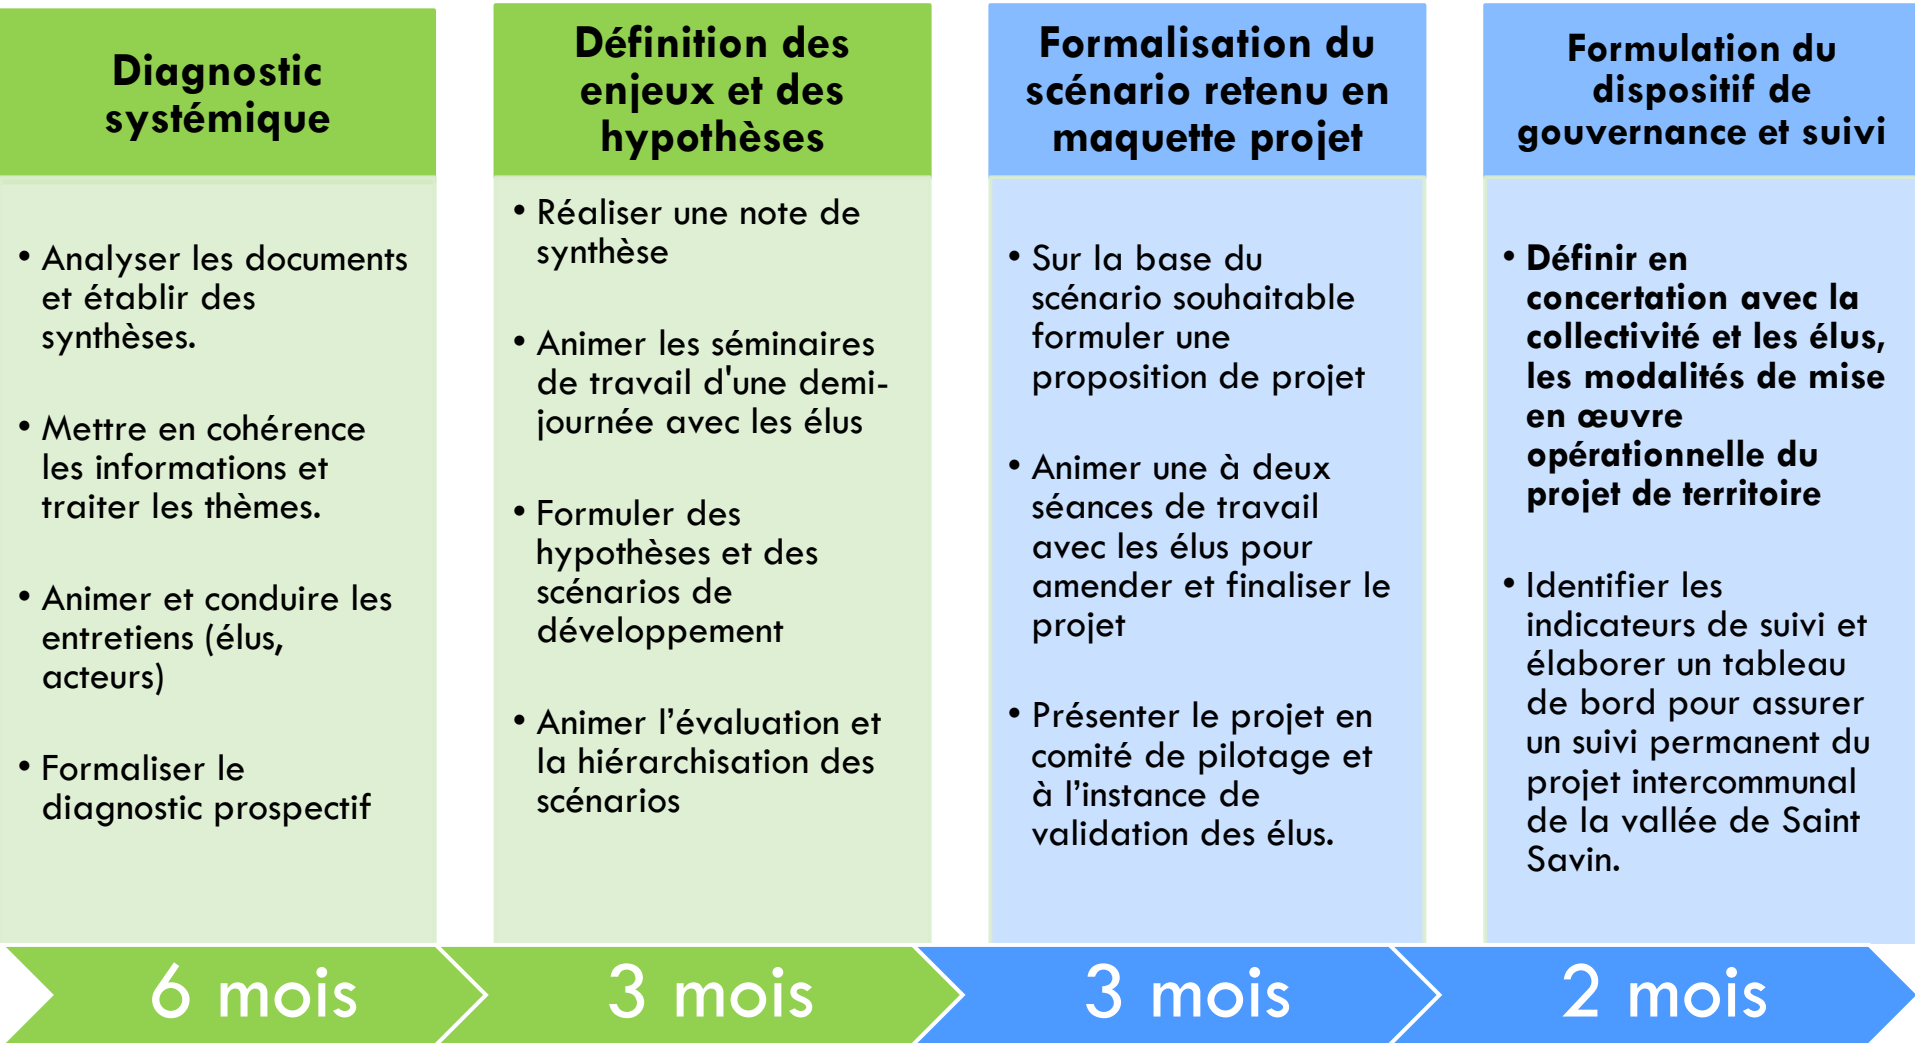 Diagnostic
systémique
• Analyser les documents
et établir des
synthèses.
• Mettre en cohérence
les informations et
traiter les thèmes.
• Animer et conduire les
entretiens (élus,
acteurs)
• Formaliser le
diagnostic prospectif
Définition des
enjeux et des
hypothèses
• Réaliser une note de
synthèse
• Animer les séminaires
de travail d'une demi-
journée avec les élus
• Formuler des
hypothèses et des
scénarios de
développement
• Animer l’évaluation et
la hiérarchisation des
scénarios
Formalisation du
scénario retenu en
maquette projet
• Sur la base du
scénario souhaitable
formuler une
proposition de projet
• Animer une à deux
séances de travail
avec les élus pour
amender et finaliser le
projet
• Présenter le projet en
comité de pilotage et
à l’instance de
validation des élus.
Formulation du
dispositif de
gouvernance et suivi
• Définir en
concertation avec la
collectivité et les élus,
les modalités de mise
en œuvre
opérationnelle du
projet de territoire
• Identifier les
indicateurs de suivi et
élaborer un tableau
de bord pour assurer
un suivi permanent du
projet intercommunal
de la vallée de Saint
Savin.
6 mois
3 mois
3 mois
2 mois